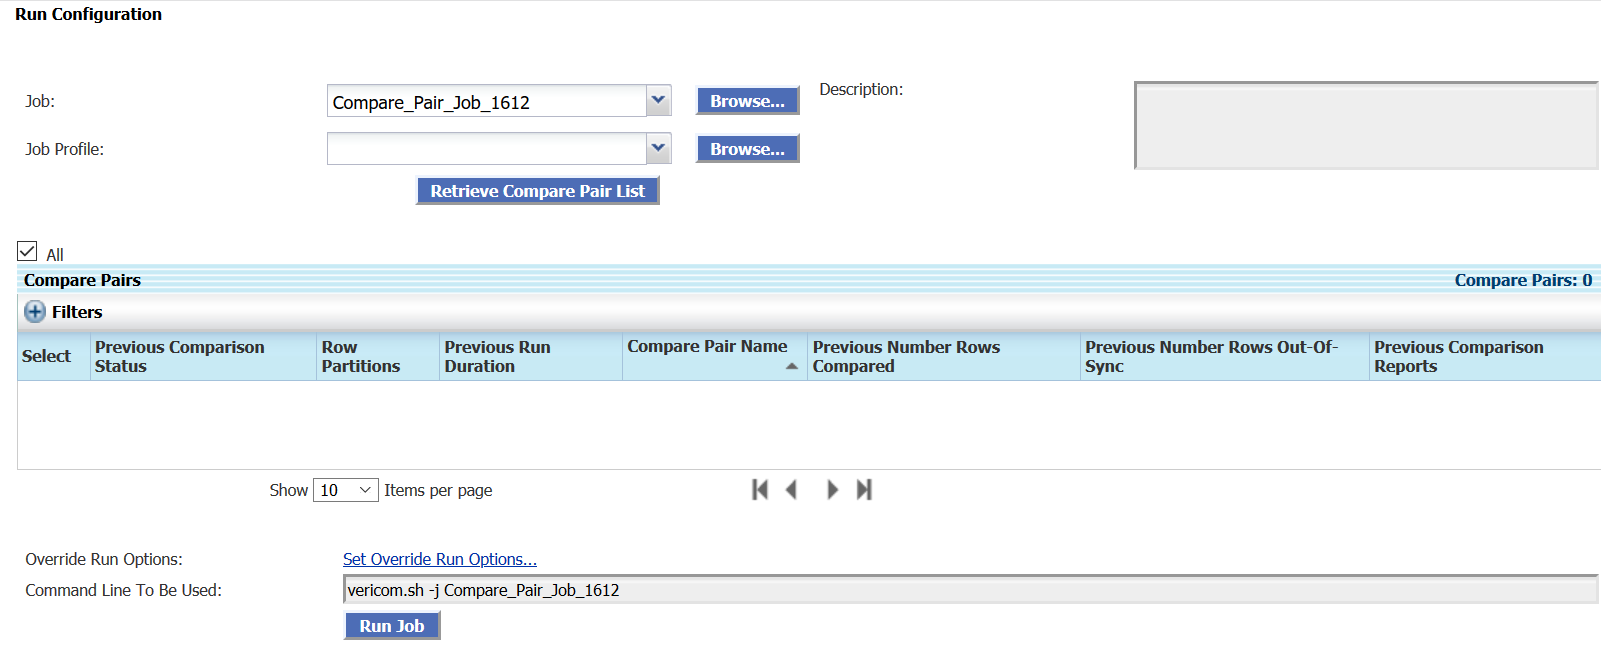 Run Configuration
Job:
Compare_Pair_Job_1612
Browse...
Description:
Job Profile:
Browse...
Retrieve Compare Pair List
All
Compare Pairs
Compare Pairs: 0
Filters
Select
Previous Comparison
Status
Row
Partitions
Previous Run
Duration
Compare Pair Name
Previous Number Rows
Compared
Previous Number Rows Out-Of-
Sync
Previous Comparison
Reports
Show 10 Items per page
Override Run Options:
Set Override Run Options...
Command Line To Be Used:
vericom.sh -j Compare_Pair_Job_1612
Run Job